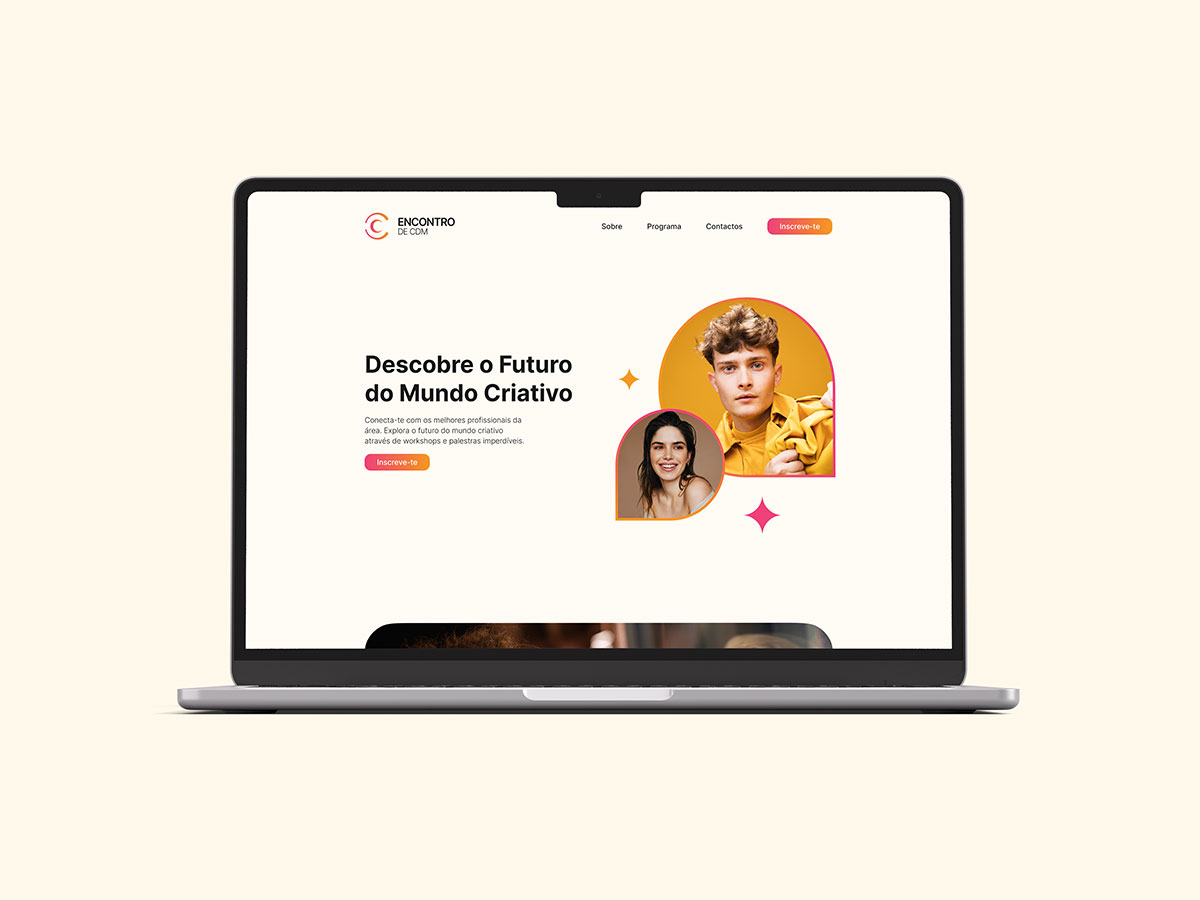 ENCONTRO
DE CDM
Sobre Programa Contactos Inscreve-te
Descobre o Futuro
do Mundo Criativo
Conecta-te com os melhores profissionais da
área. Explora o futuro do mundo criativo
através de workshops e palestras imperdíveis.
Inscreve-te